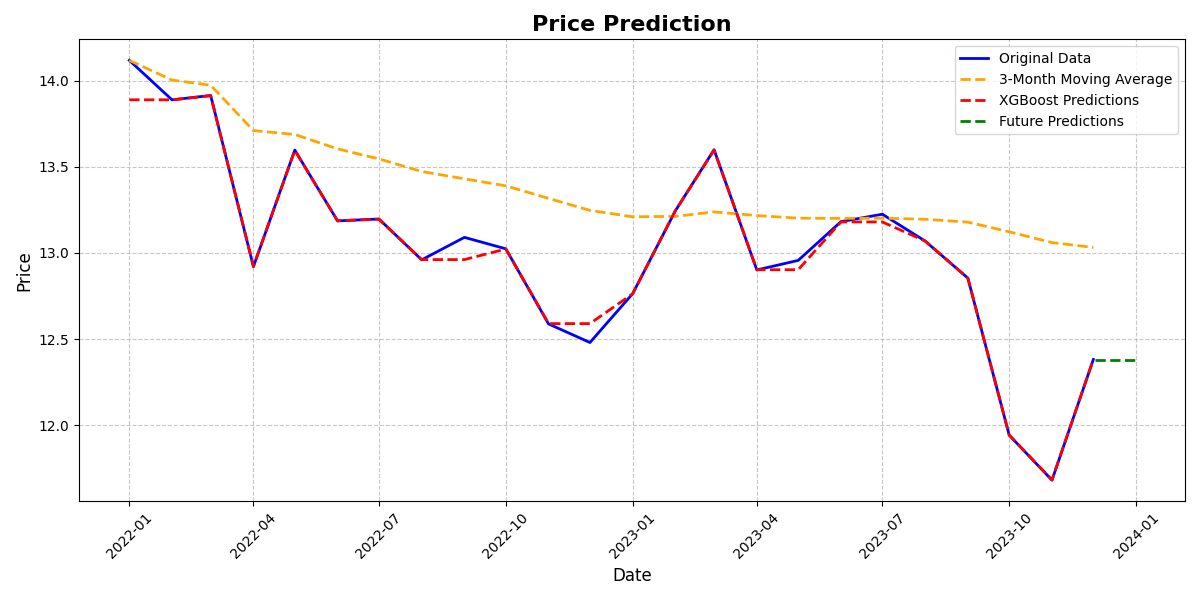 Price Prediction
Original Data
3-Month Moving Average
XGBoost Predictions
Future Predictions
Price
14.0
13.5
13.0
12.5
12.0
2022-01
2022-04
2022-07
2022-10
2023-01
2023-04
2023-07
2023-10
2024-01
Date